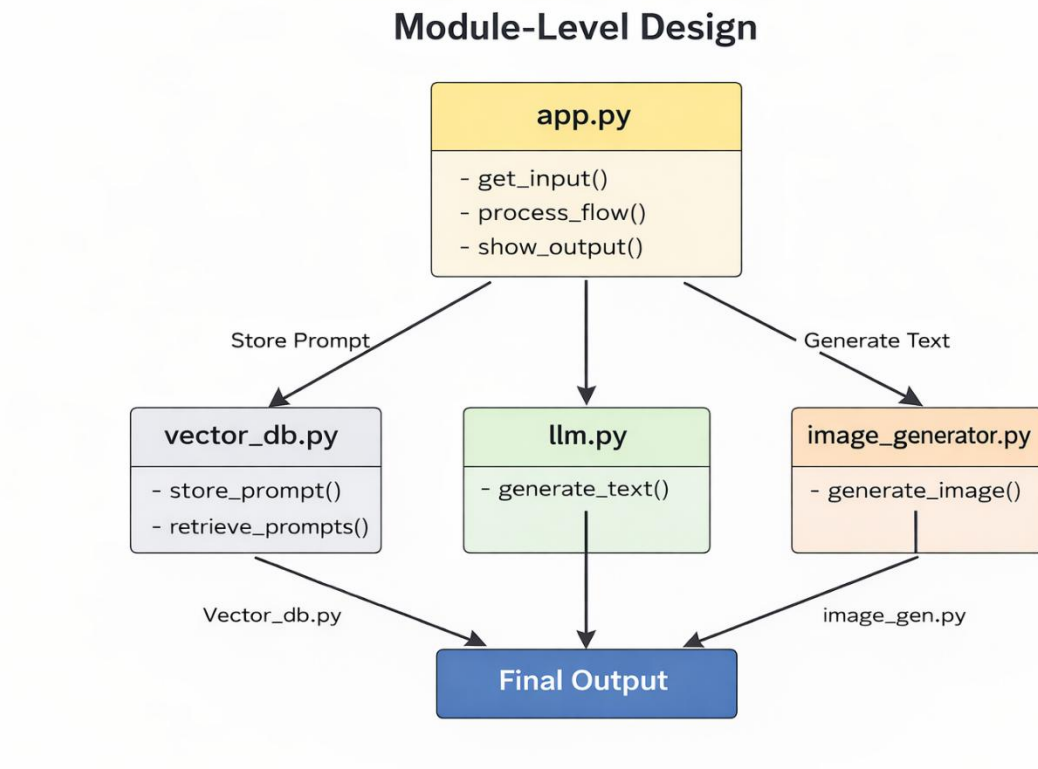 Module-Level Design
app.py
- get_input()
- process_flow()
- show_output()
Store Prompt
Generate Text
vector_db.py
- store_prompt()
- retrieve_prompts()
llm.py
- generate_text()
image_generator.py
- generate_image()
Vector_db.py
image_gen.py
Final Output